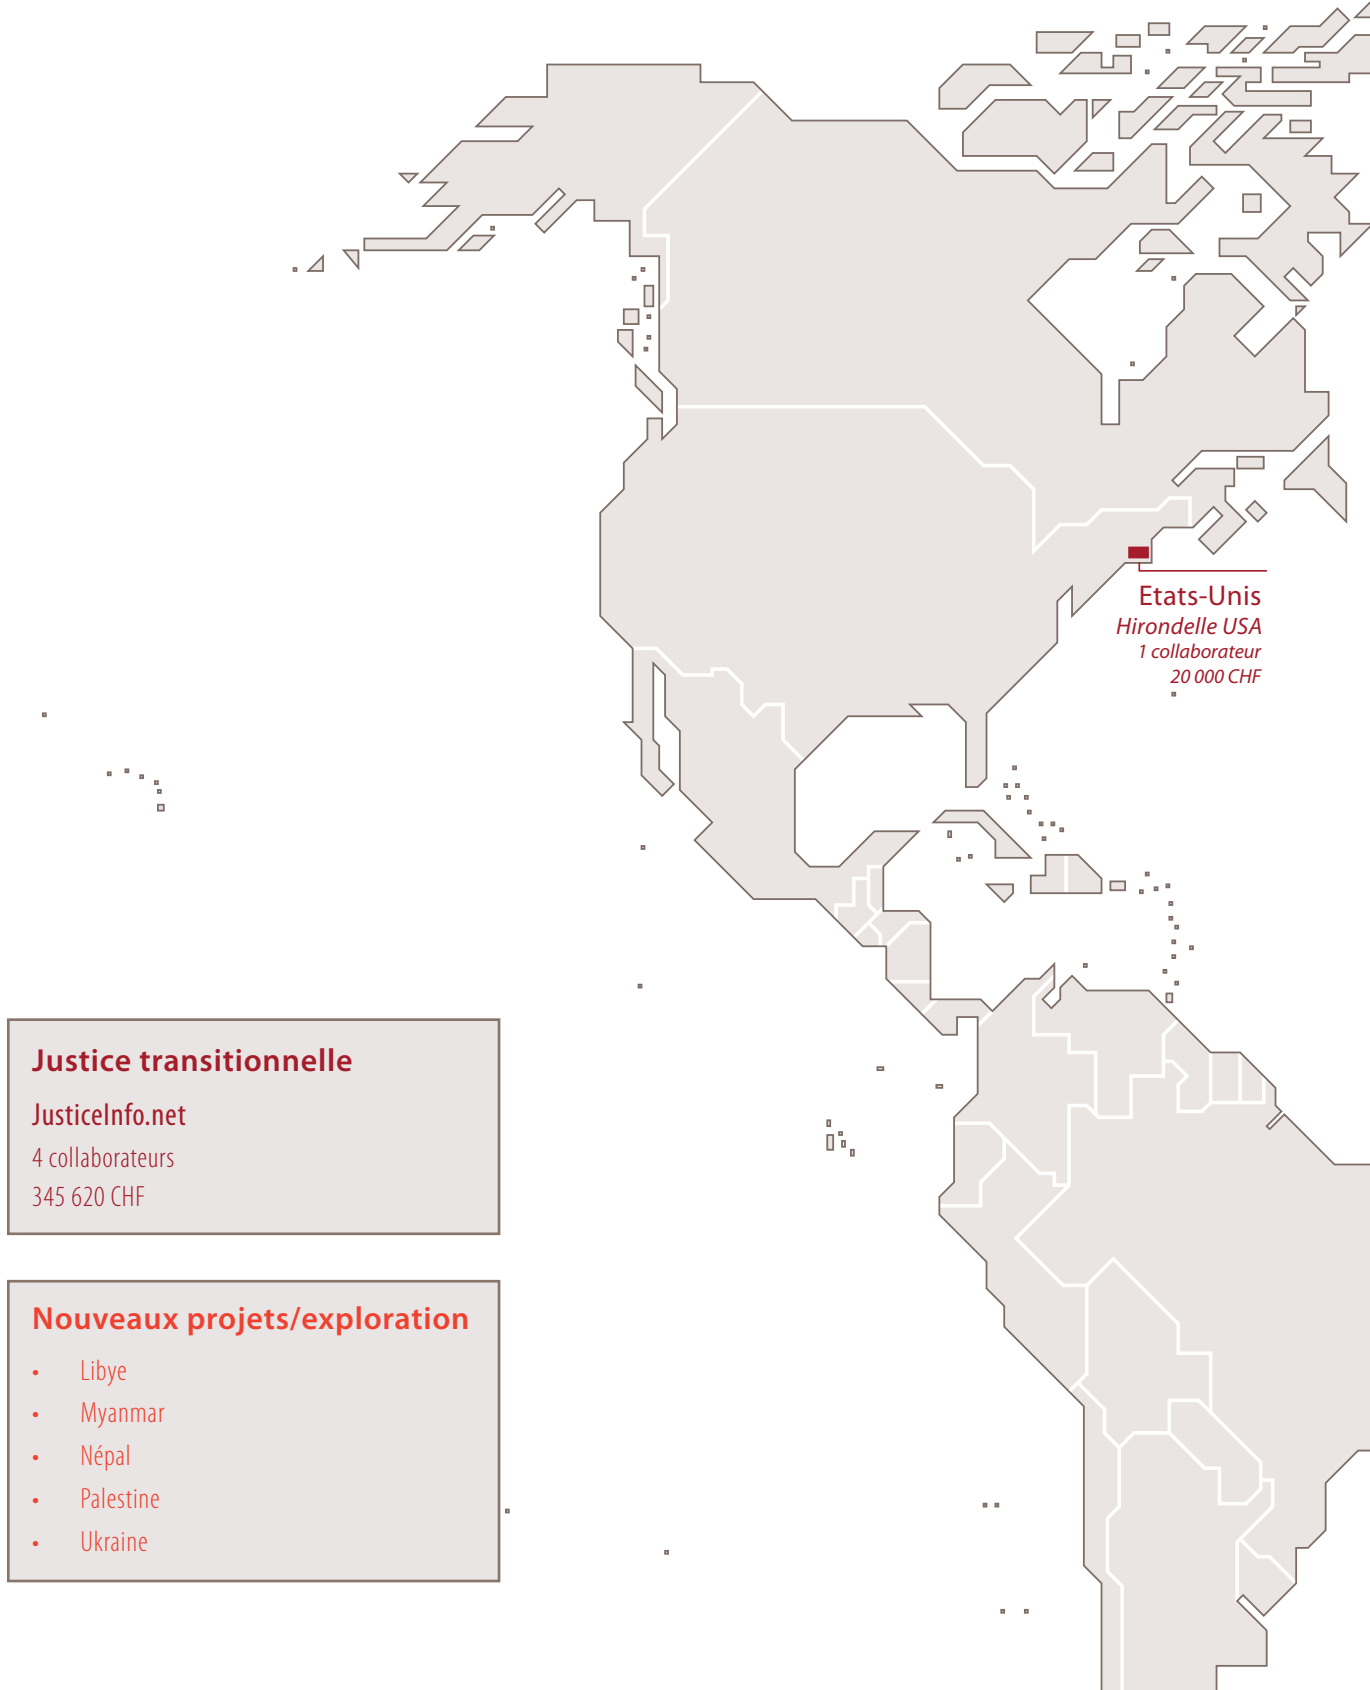 Etats-Unis
Hirondelle USA
1 collaborateur
20 000 CHF
Justice transitionnelle
JusticeInfo.net
4 collaborateurs
345 620 CHF
Nouveaux projets/exploration
• Libye
• Myanmar
• Népal
• Palestine
• Ukraine